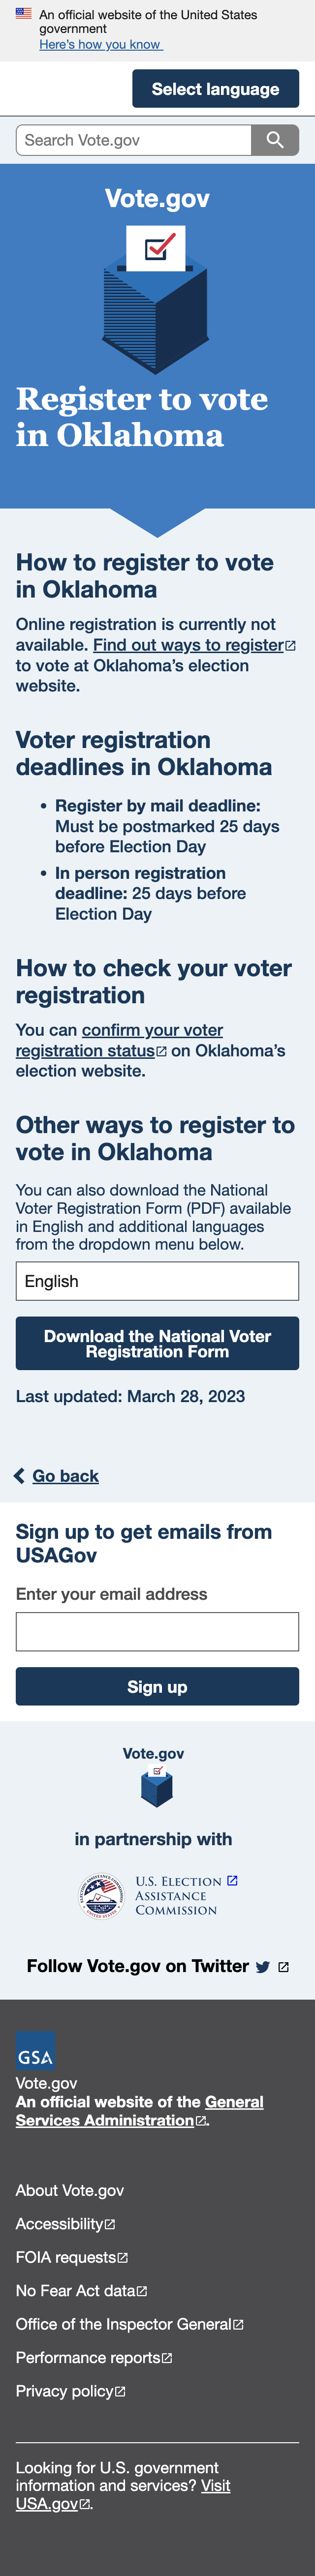 An official website of the United States
government
Here's how you know
Select language
Search Vote.gov
Vote.gov
Register to vote
in Oklahoma
How to register to vote
in Oklahoma
Online registration is currently not
available. Find out ways to register
to vote at Oklahoma's election
website.
Voter registration
deadlines in Oklahoma
• Register by mail deadline:
Must be postmarked 25 days
before Election Day
• In person registration
deadline: 25 days before
Election Day
How to check your voter
registration
You can confirm your voter
registration status on Oklahoma's
election website.
Other ways to register to
vote in Oklahoma
You can also download the National
Voter Registration Form (PDF) available
in English and additional languages
from the dropdown menu below.
English
Download the National Voter
Registration Form
Last updated: March 28, 2023
Go back
Sign up to get emails from
USAGov
Enter your email address
Sign up
Vote.gov
in partnership with
U.S. ELECTION
ASSISTANCE
COMMISSION
Follow Vote.gov on Twitter
GSA
Vote.gov
An official website of the General
Services Administration.
About Vote.gov
Accessibility
FOIA requests
No Fear Act data
Office of the Inspector General
Performance reports
Privacy policy
Looking for U.S. government
information and services? Visit
USA.gov.